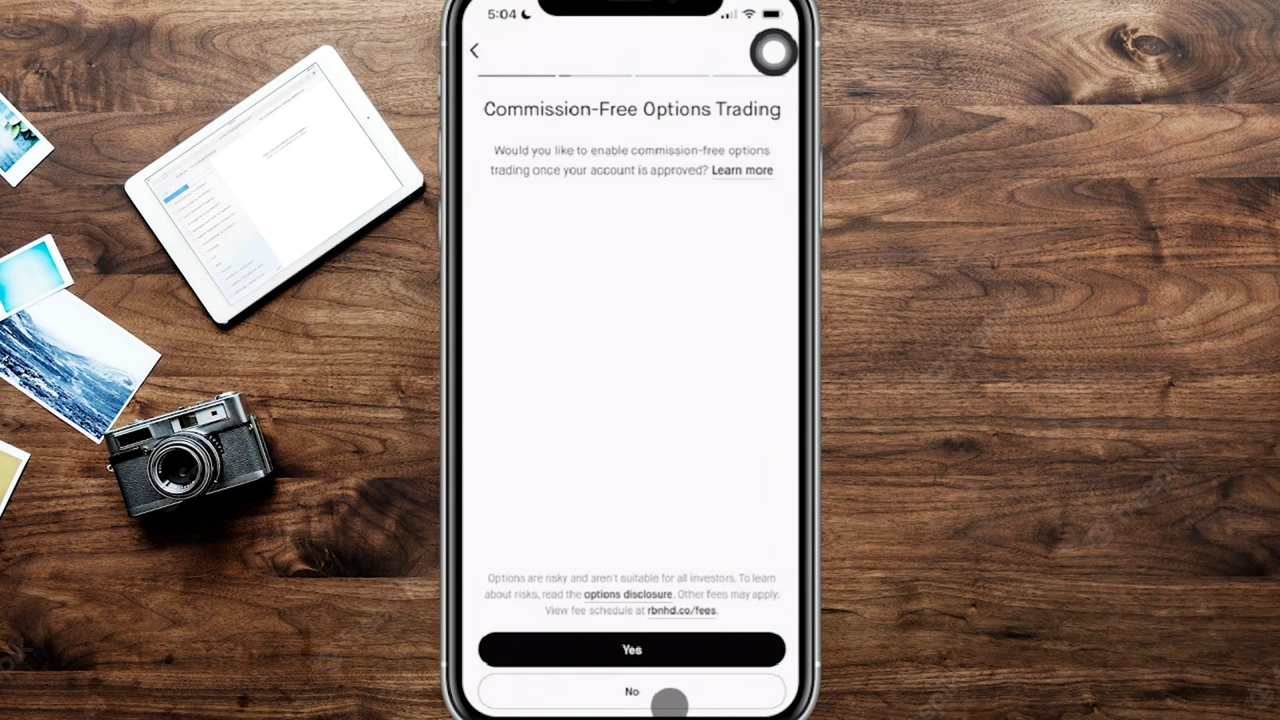 5:04
Commission-Free Options Trading
Would you like to enable commission-free options
trading once your account is approved? Learn more
Options are risky and aren't suitable for all investors. To learn
about risks, read the options disclosure. Other fees may apply.
View fee schedule at rbnhd.co/fees.
Yes
No